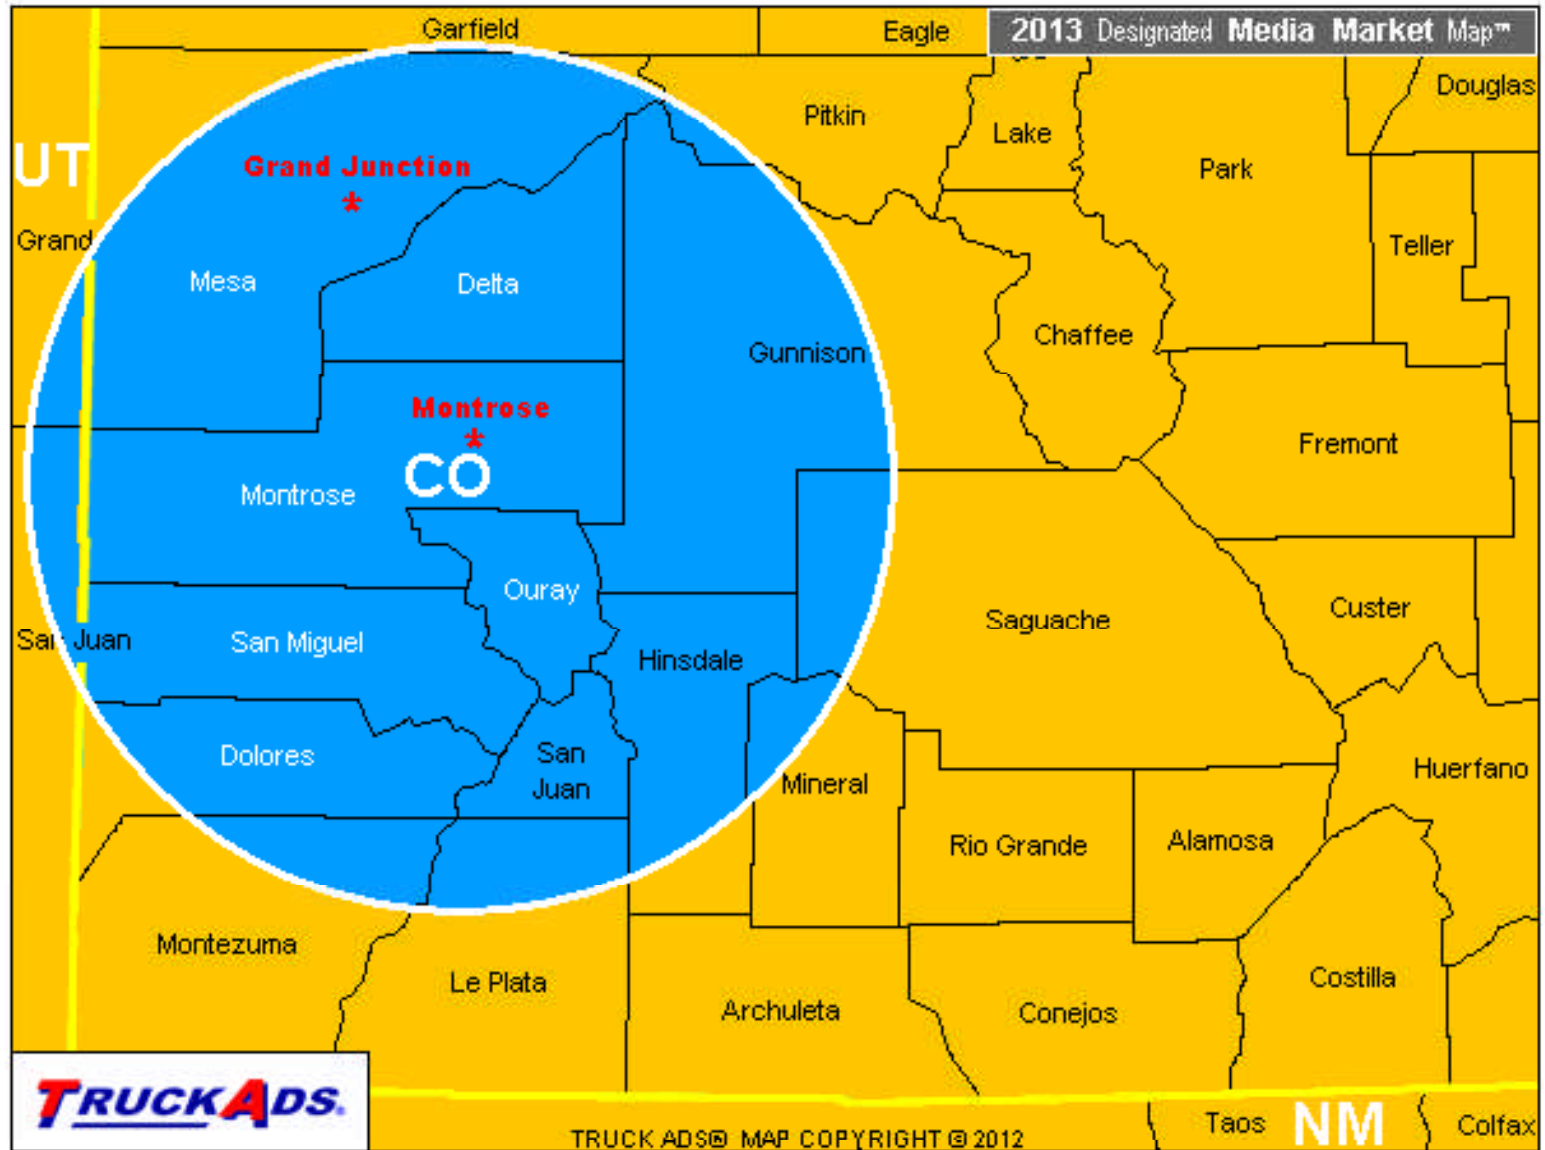 Garfield
Eagle
2013 Designated Media Market Map™
Douglas
Pitkin
Lake
UT
Grand Junction
*
Park
Grand
Teller
Mesa
Delta
Chaffee
Gunnison
Montrose
*
CO
Fremont
Montrose
Ouray
Custer
Saguache
San Juan
San Miguel
Hinsdale
Dolores
San
Juan
Mineral
Huerfano
Rio Grande
Alamosa
Montezuma
Le Plata
Costilla
Archuleta
Conejos
TRUCKADS.
TRUCK ADS® MAP COPYRIGHT © 2012
Taos
NM
Colfax